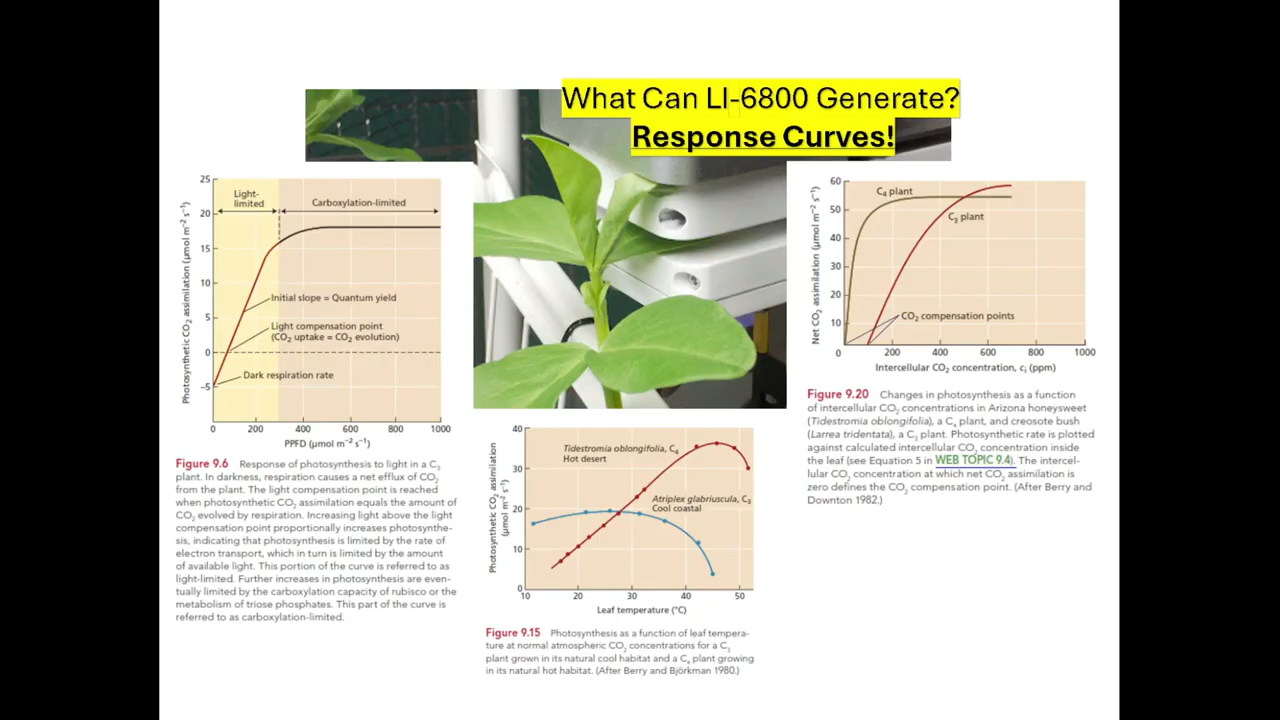 What Can LI-6800 Generate?
Response Curves!
25
20
15
10
5
0
−5
Photosynthetic CO2 assimilation (µmol m−2 s−1)
Light-
limited
Carboxylation-limited
Initial slope = Quantum yield
Light compensation point
(CO2 uptake = CO2 evolution)
Dark respiration rate
0 200 400 600 800 1000
PPFD (µmol m−2 s−1)
Figure 9.6 Response of photosynthesis to light in a C3
plant. In darkness, respiration causes a net efflux of CO2
from the plant. The light compensation point is reached
when photosynthetic CO2 assimilation equals the amount of
CO2 evolved by respiration. Increasing light above the light
compensation point proportionally increases photosynthe-
sis, indicating that photosynthesis is limited by the rate of
electron transport, which in turn is limited by the amount
of available light. This portion of the curve is referred to as
light-limited. Further increases in photosynthesis are even-
tually limited by the carboxylation capacity of rubisco or the
metabolism of triose phosphates. This part of the curve is
referred to as carboxylation-limited.
40
30
20
10
0
Photosynthetic CO2 assimilation
(µmol m−2 s−1)
Tidestromia oblongifolia, C4
Hot desert
Atriplex glabriuscula, C3
Cool coastal
10 20 30 40 50
Leaf temperature (°C)
Figure 9.15 Photosynthesis as a function of leaf tempera-
ture at normal atmospheric CO2 concentrations for a C3
plant grown in its natural cool habitat and a C4 plant growing
in its natural hot habitat. (After Berry and Björkman 1980.)
60
50
40
30
20
10
Net CO2 assimilation (µmol m−2 s−1)
C4 plant
C3 plant
CO2 compensation points
0 200 400 600 800 1000
Intercellular CO2 concentration, ci (ppm)
Figure 9.20 Changes in photosynthesis as a function
of intercellular CO2 concentrations in Arizona honeysweet
(Tidestromia oblongifolia), a C4 plant, and creosote bush
(Larrea tridentata), a C3 plant. Photosynthetic rate is plotted
against calculated intercellular CO2 concentration inside
the leaf (see Equation 5 in WEB TOPIC 9.4). The intercel-
lular CO2 concentration at which net CO2 assimilation is
zero defines the CO2 compensation point. (After Berry and
Downton 1982.)